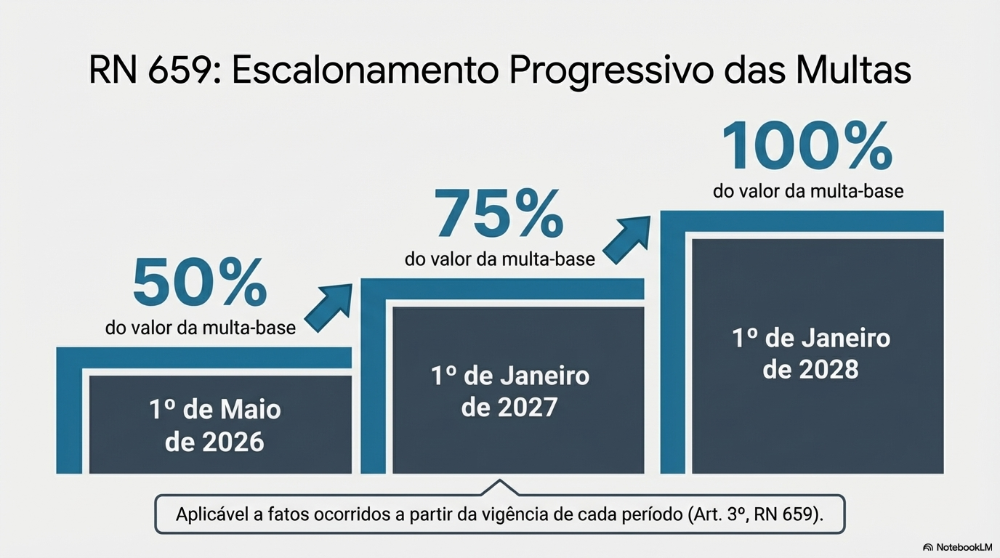 RN 659: Escalonamento Progressivo das Multas
50%
do valor da multa-base
1º de Maio
de 2026
75%
do valor da multa-base
1º de Janeiro
de 2027
100%
do valor da multa-base
1º de Janeiro
de 2028
Aplicável a fatos ocorridos a partir da vigência de cada período (Art. 3º, RN 659).
NotebookLM